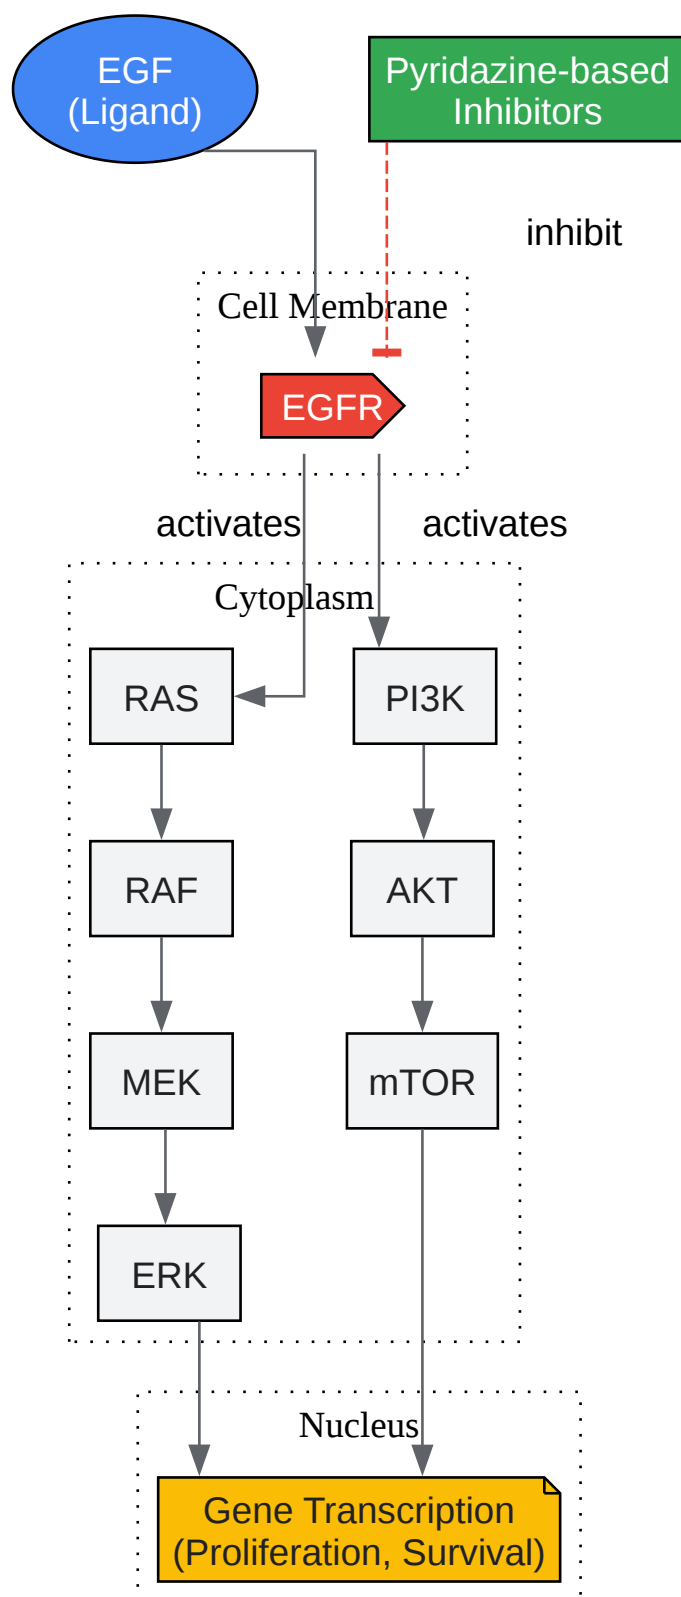 EGF
(Ligand)
Pyridazine-based
Inhibitors
inhibit
Cell Membrane
EGFR
activates
activates
Cytoplasm
RAS
PI3K
RAF
AKT
MEK
mTOR
ERK
Nucleus
Gene Transcription
(Proliferation, Survival)